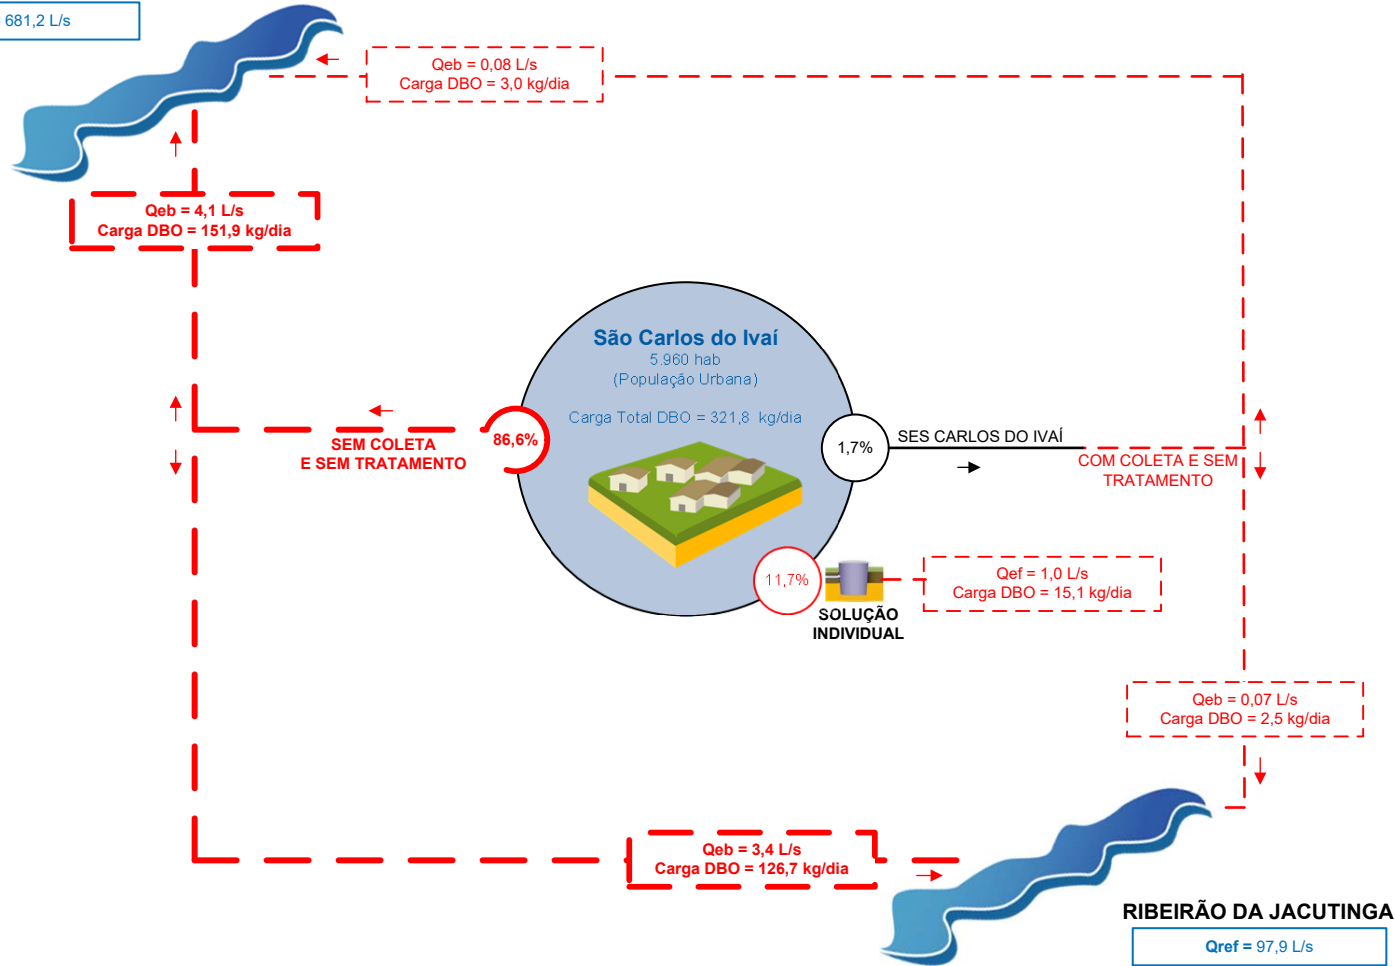 = 681,2 L/s
Qeb = 0,08 L/s
Carga DBO = 3,0 kg/dia
Qeb = 4,1 L/s
Carga DBO = 151,9 kg/dia
São Carlos do Ivaí
5.960 hab
(População Urbana)
Carga Total DBO = 321,8 kg/dia
86,6%
SEM COLETA
E SEM TRATAMENTO
1,7%
SES CARLOS DO IVAÍ
COM COLETA E SEM
TRATAMENTO
11,7%
SOLUÇÃO
INDIVIDUAL
Qef = 1,0 L/s
Carga DBO = 15,1 kg/dia
Qeb = 0,07 L/s
Carga DBO = 2,5 kg/dia
Qeb = 3,4 L/s
Carga DBO = 126,7 kg/dia
RIBEIRÃO DA JACUTINGA
Qref = 97,9 L/s